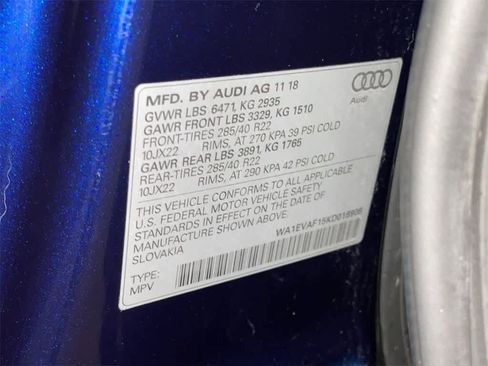 MFD. BY AUDI AG 11 18
GVWR LBS 6471, KG 2935
GAWR FRONT LBS 3329, KG 1510
FRONT-TIRES 285/40 R22
10JX22 RIMS, AT 270 KPA 39 PSI COLD
GAWR REAR LBS 3891, KG 1765
REAR-TIRES 285/40 R22
10JX22 RIMS, AT 290 KPA 42 PSI COLD
THIS VEHICLE CONFORMS TO ALL APPLICABLE
U.S. FEDERAL MOTOR VEHICLE SAFETY
STANDARDS IN EFFECT ON THE DATE OF
MANUFACTURE SHOWN ABOVE.
SLOVAKIA
WA1EVAF15KD016908
TYPE:
MPV
Audi